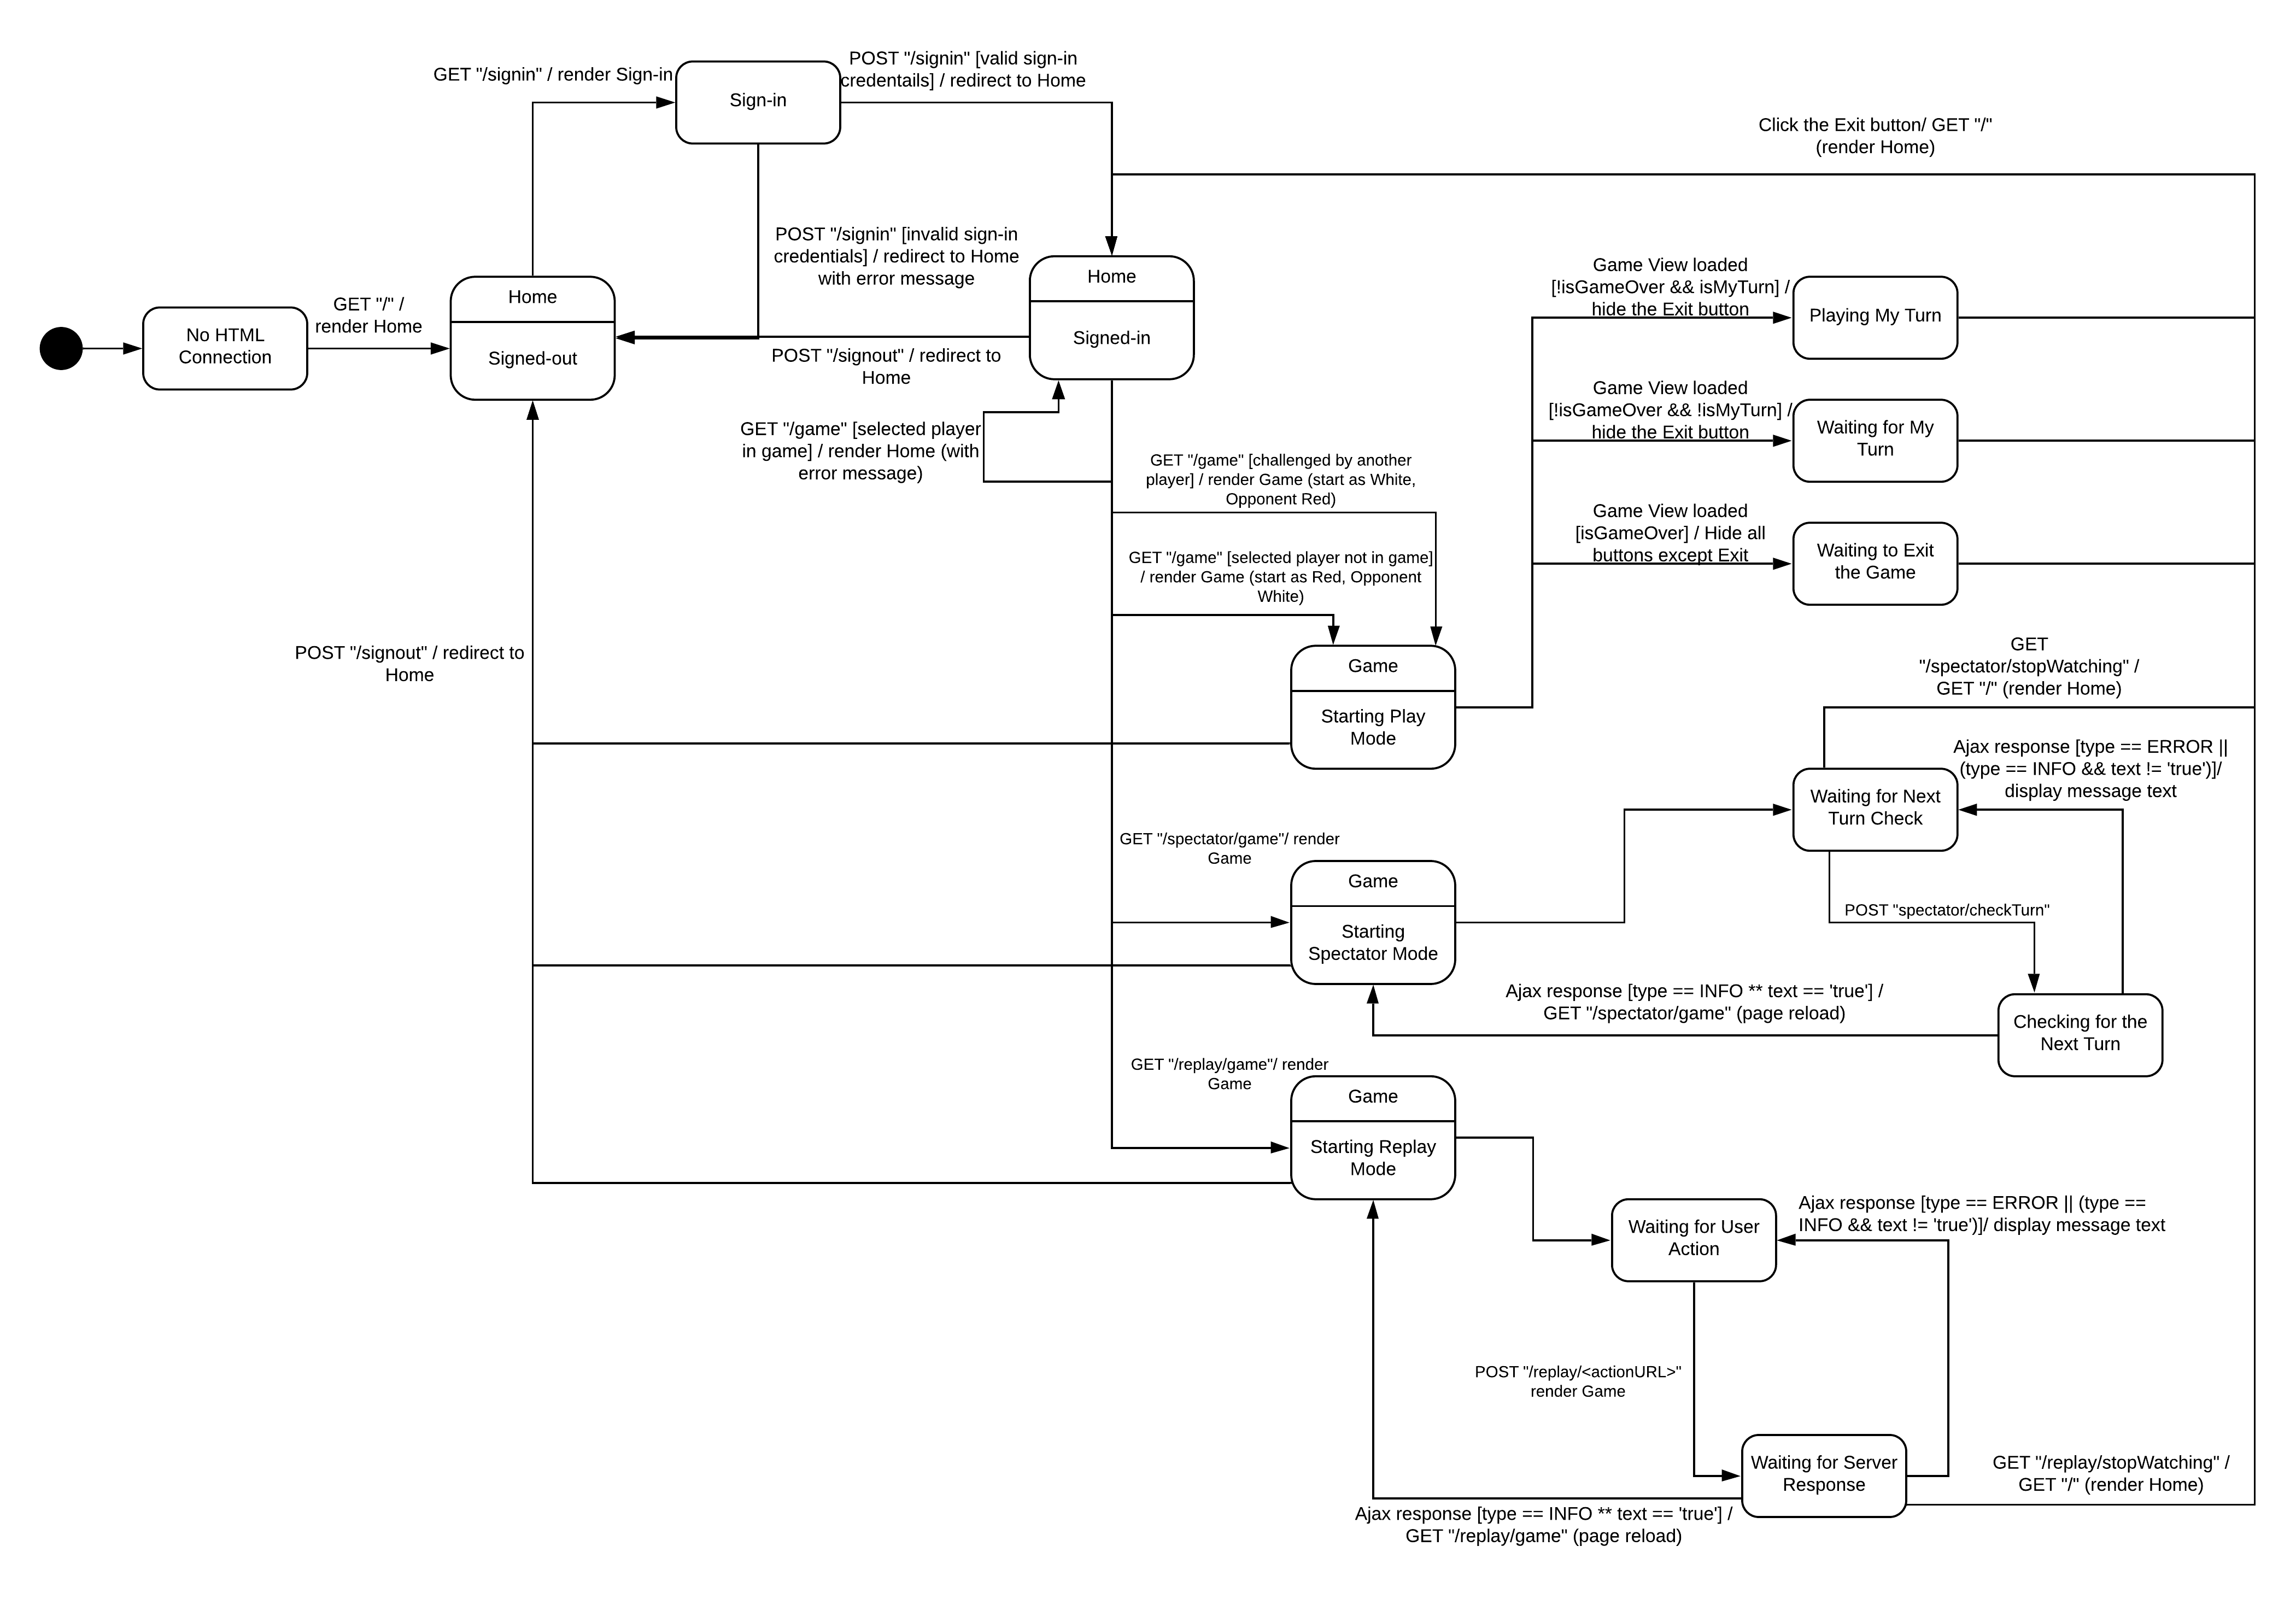 GET "/signin" / render Sign-in
Sign-in
POST "/signin" [valid sign-in
credentails] / redirect to Home
Click the Exit button/ GET "/"
(render Home)
POST "/signin" [invalid sign-in
credentials] / redirect to Home
with error message
No HTML
Connection
GET "/" /
render Home
Home
Signed-out
Home
Signed-in
POST "/signout" / redirect to
Home
GET "/game" [selected player
in game] / render Home (with
error message)
Game View loaded
[!isGameOver && isMyTurn] /
hide the Exit button
Playing My Turn
Game View loaded
[!isGameOver && !isMyTurn] /
hide the Exit button
Waiting for My
Turn
GET "/game" [challenged by another
player] / render Game (start as White,
Opponent Red)
Game View loaded
[isGameOver] / Hide all
buttons except Exit
Waiting to Exit
the Game
GET "/game" [selected player not in game]
/ render Game (start as Red, Opponent
White)
POST "/signout" / redirect to
Home
Game
Starting Play
Mode
GET
"/spectator/stopWatching" /
GET "/" (render Home)
Ajax response [type == ERROR ||
(type == INFO && text != 'true')]/
display message text
Waiting for Next
Turn Check
GET "/spectator/game"/ render
Game
Game
Starting
Spectator Mode
POST "spectator/checkTurn"
Ajax response [type == INFO ** text == 'true'] /
GET "/spectator/game" (page reload)
Checking for the
Next Turn
GET "/replay/game"/ render
Game
Game
Starting Replay
Mode
Waiting for User
Action
Ajax response [type == ERROR || (type ==
INFO && text != 'true')]/ display message text
POST "/replay/<actionURL>"
render Game
Waiting for Server
Response
GET "/replay/stopWatching" /
GET "/" (render Home)
Ajax response [type == INFO ** text == 'true'] /
GET "/replay/game" (page reload)